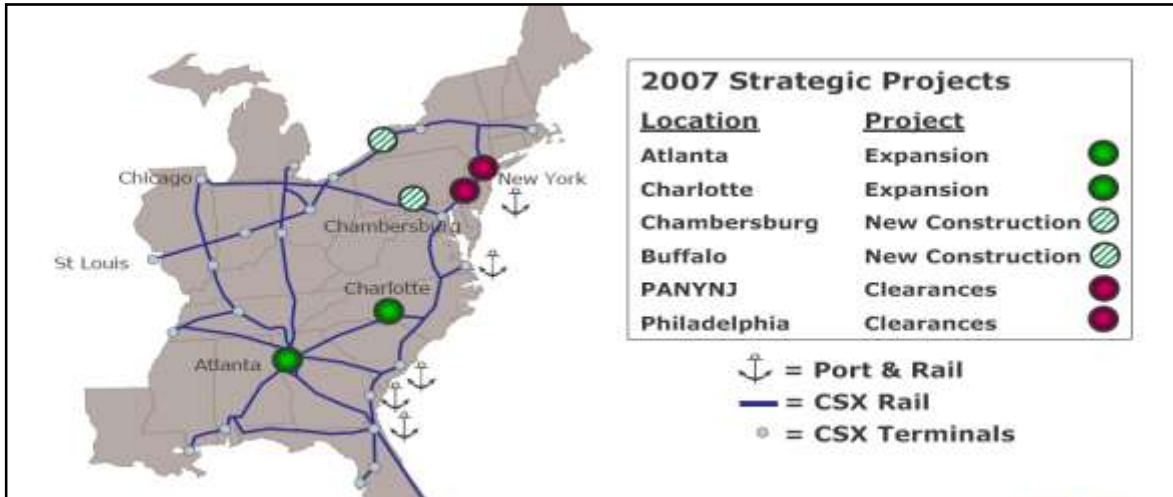 Chicago
New York
Chambersburg
St Louis
Charlotte
Atlanta
2007 Strategic Projects
Location Project
Atlanta Expansion
Charlotte Expansion
Chambersburg New Construction
Buffalo New Construction
PANYNJ Clearances
Philadelphia Clearances
= Port & Rail
= CSX Rail
= CSX Terminals